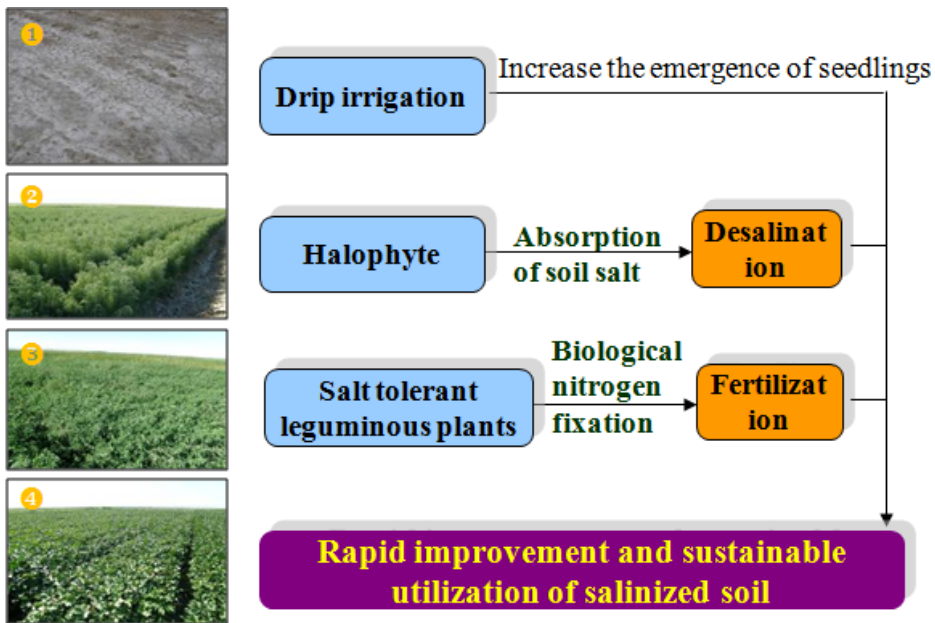 1
Drip irrigation
Increase the emergence of seedlings
2
Halophyte
Absorption
of soil salt
Desalinat
ion
3
Salt tolerant
leguminous plants
Biological
nitrogen
fixation
Fertilizat
ion
4
Rapid improvement and sustainable
utilization of salinized soil